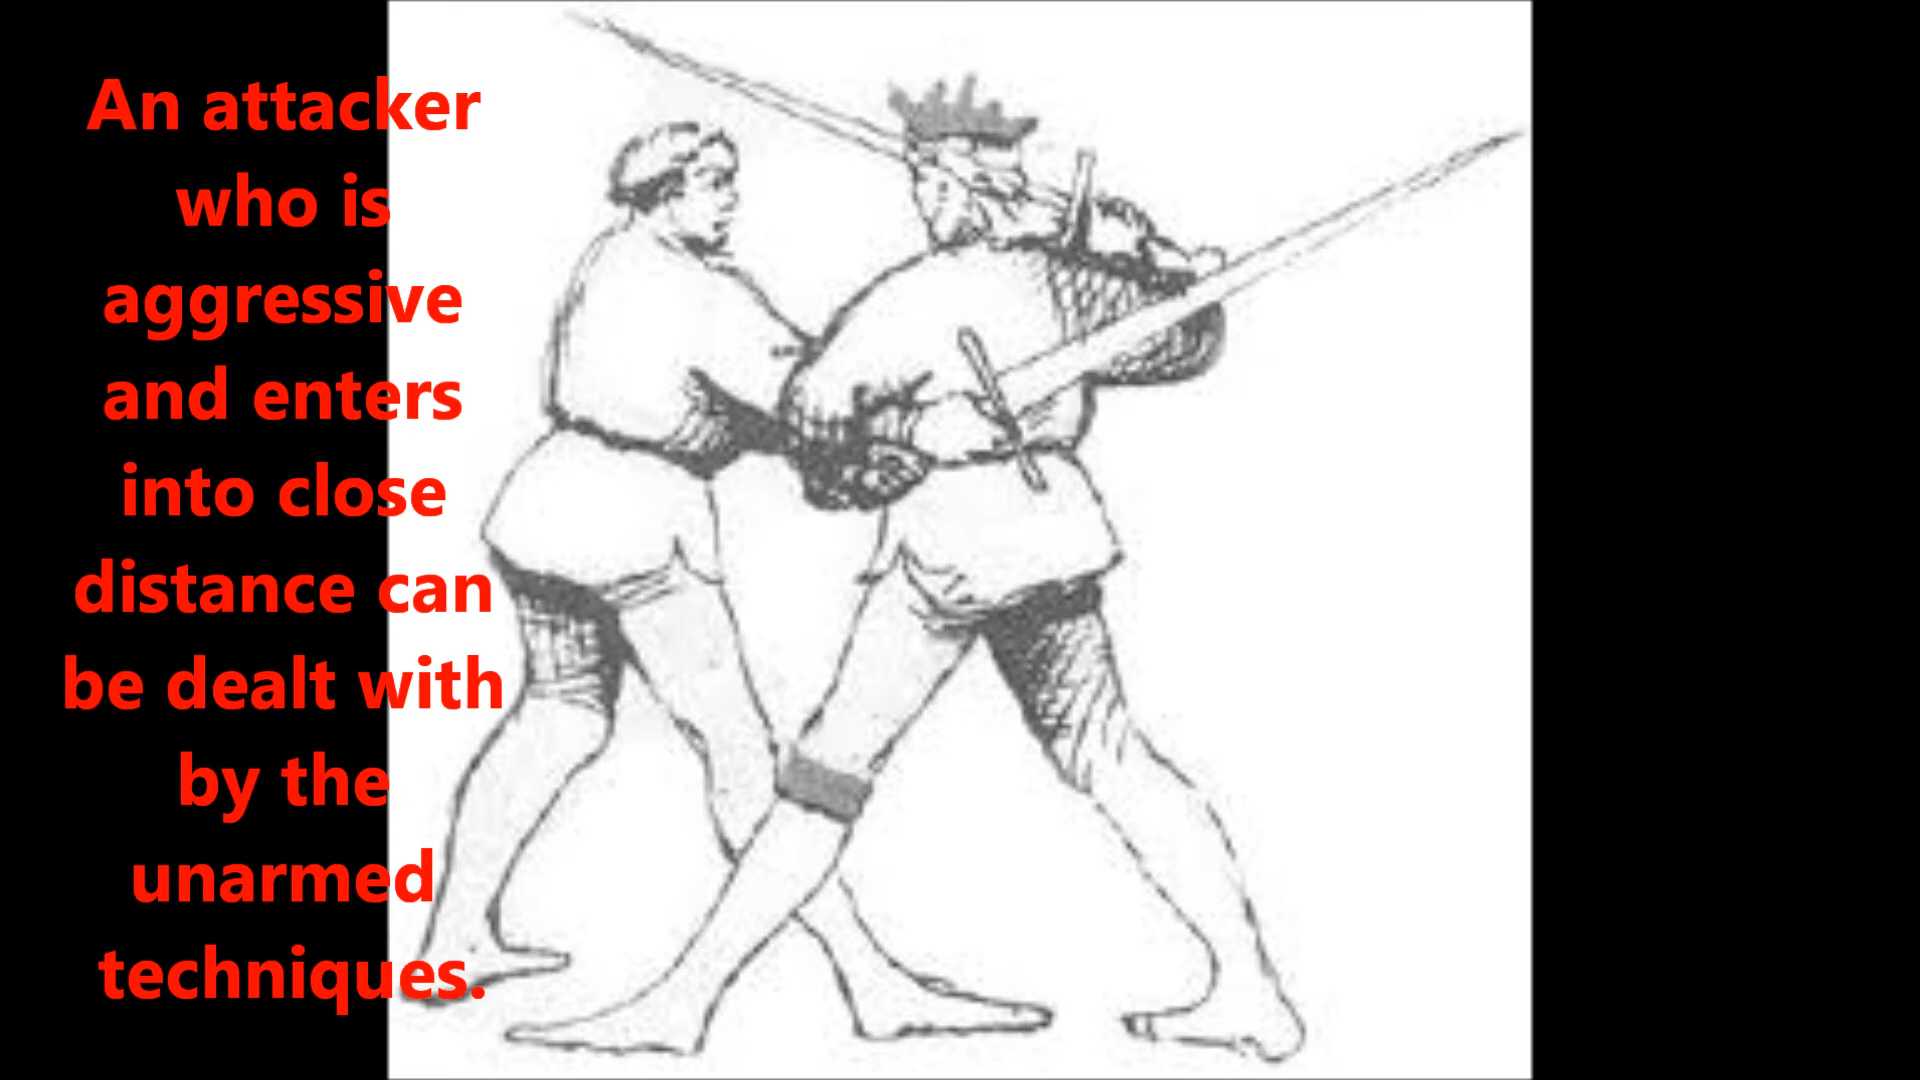 An attacker
who is
aggressive
and enters
into close
distance can
be dealt with
by the
unarmed
techniques.